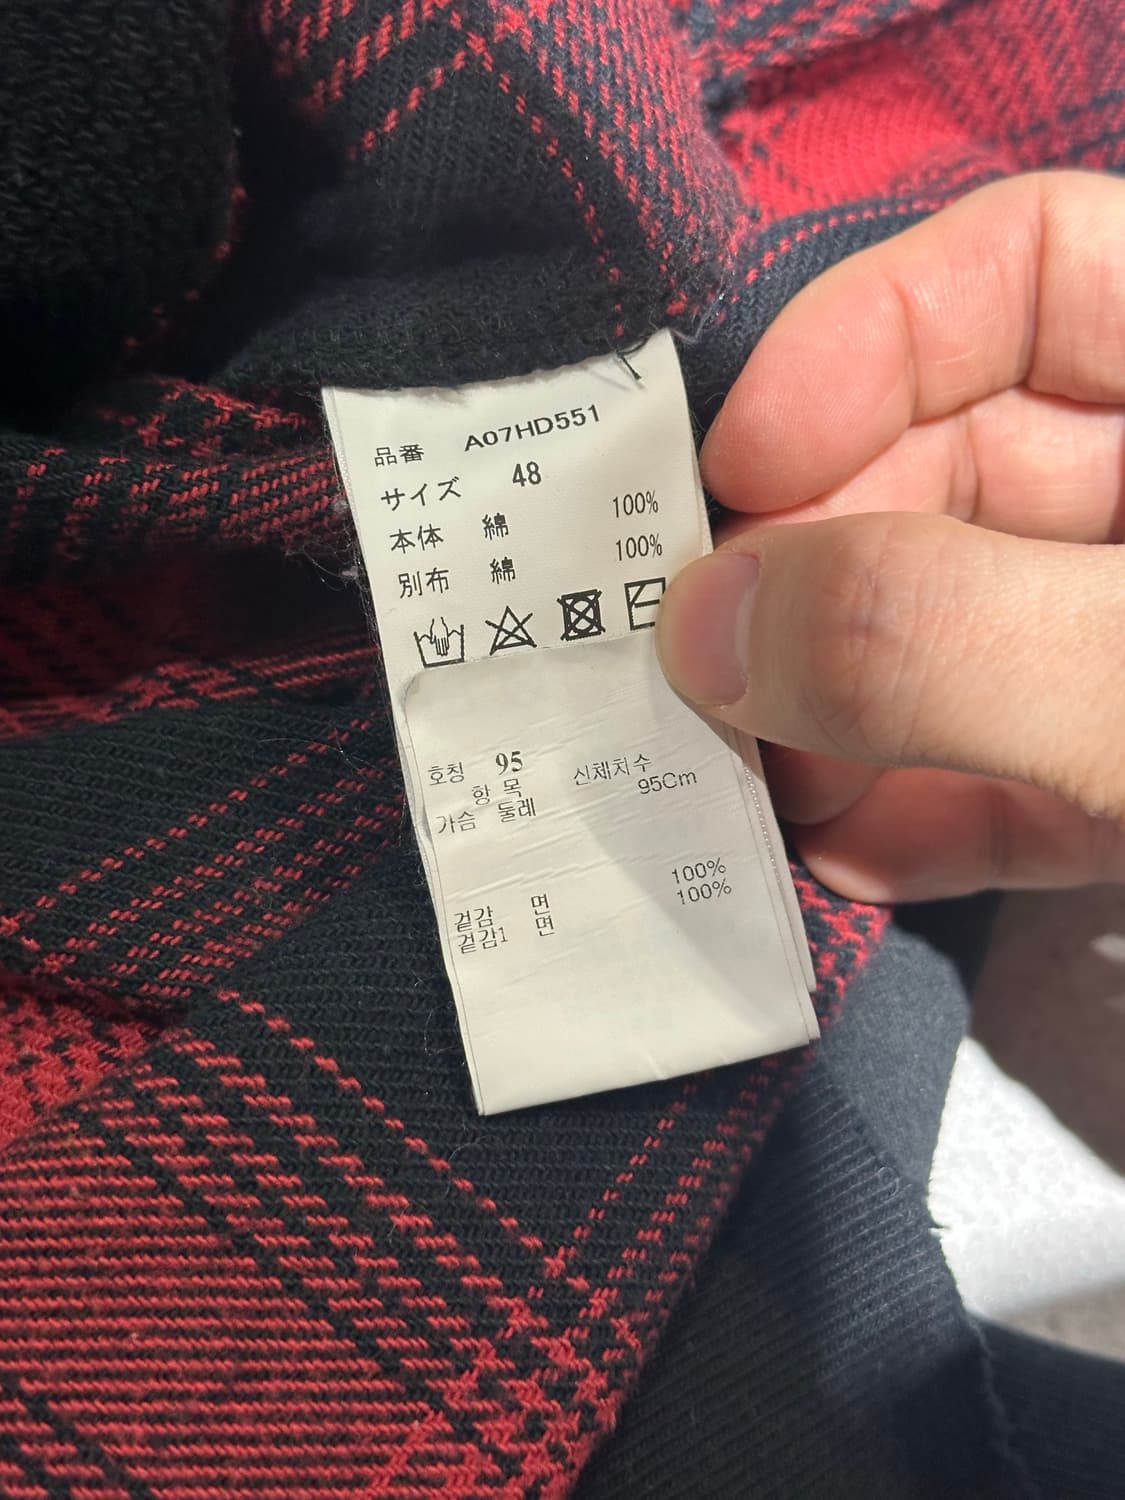 品番 A07HD551
サイズ 48
本体 綿 100%
別布 綿 100%
호칭 95 신체치수
항 목 95Cm
가슴 둘레
겉감 면 100%
겉감1 면 100%